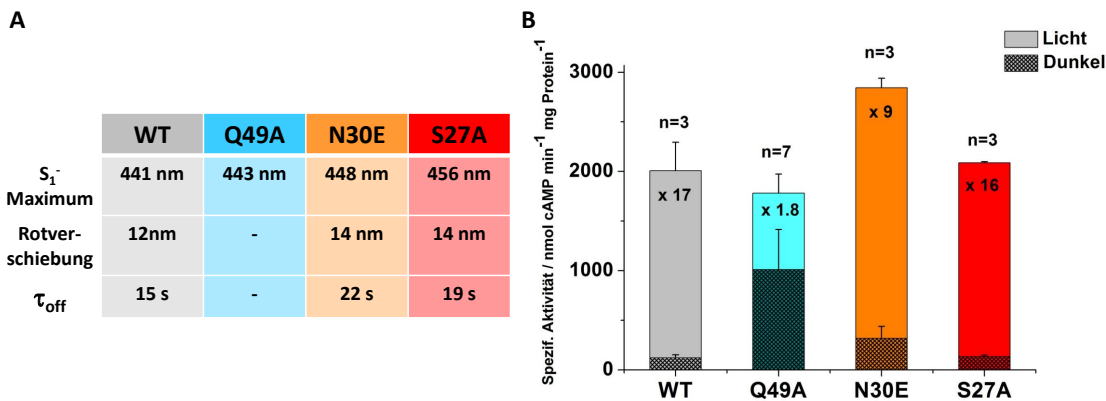 A
WT Q49A N30E S27A
S₁⁻ 441 nm 443 nm 448 nm 456 nm
Maximum
Rotver- 12nm - 14 nm 14 nm
schiebung
τoff 15 s - 22 s 19 s
B
Licht
Dunkel
Spezif. Aktivität / nmol cAMP min⁻¹ mg Protein⁻¹
3000
2000
1000
0
n=3
x 17
n=7
x 1.8
n=3
x 9
n=3
x 16
WT Q49A N30E S27A